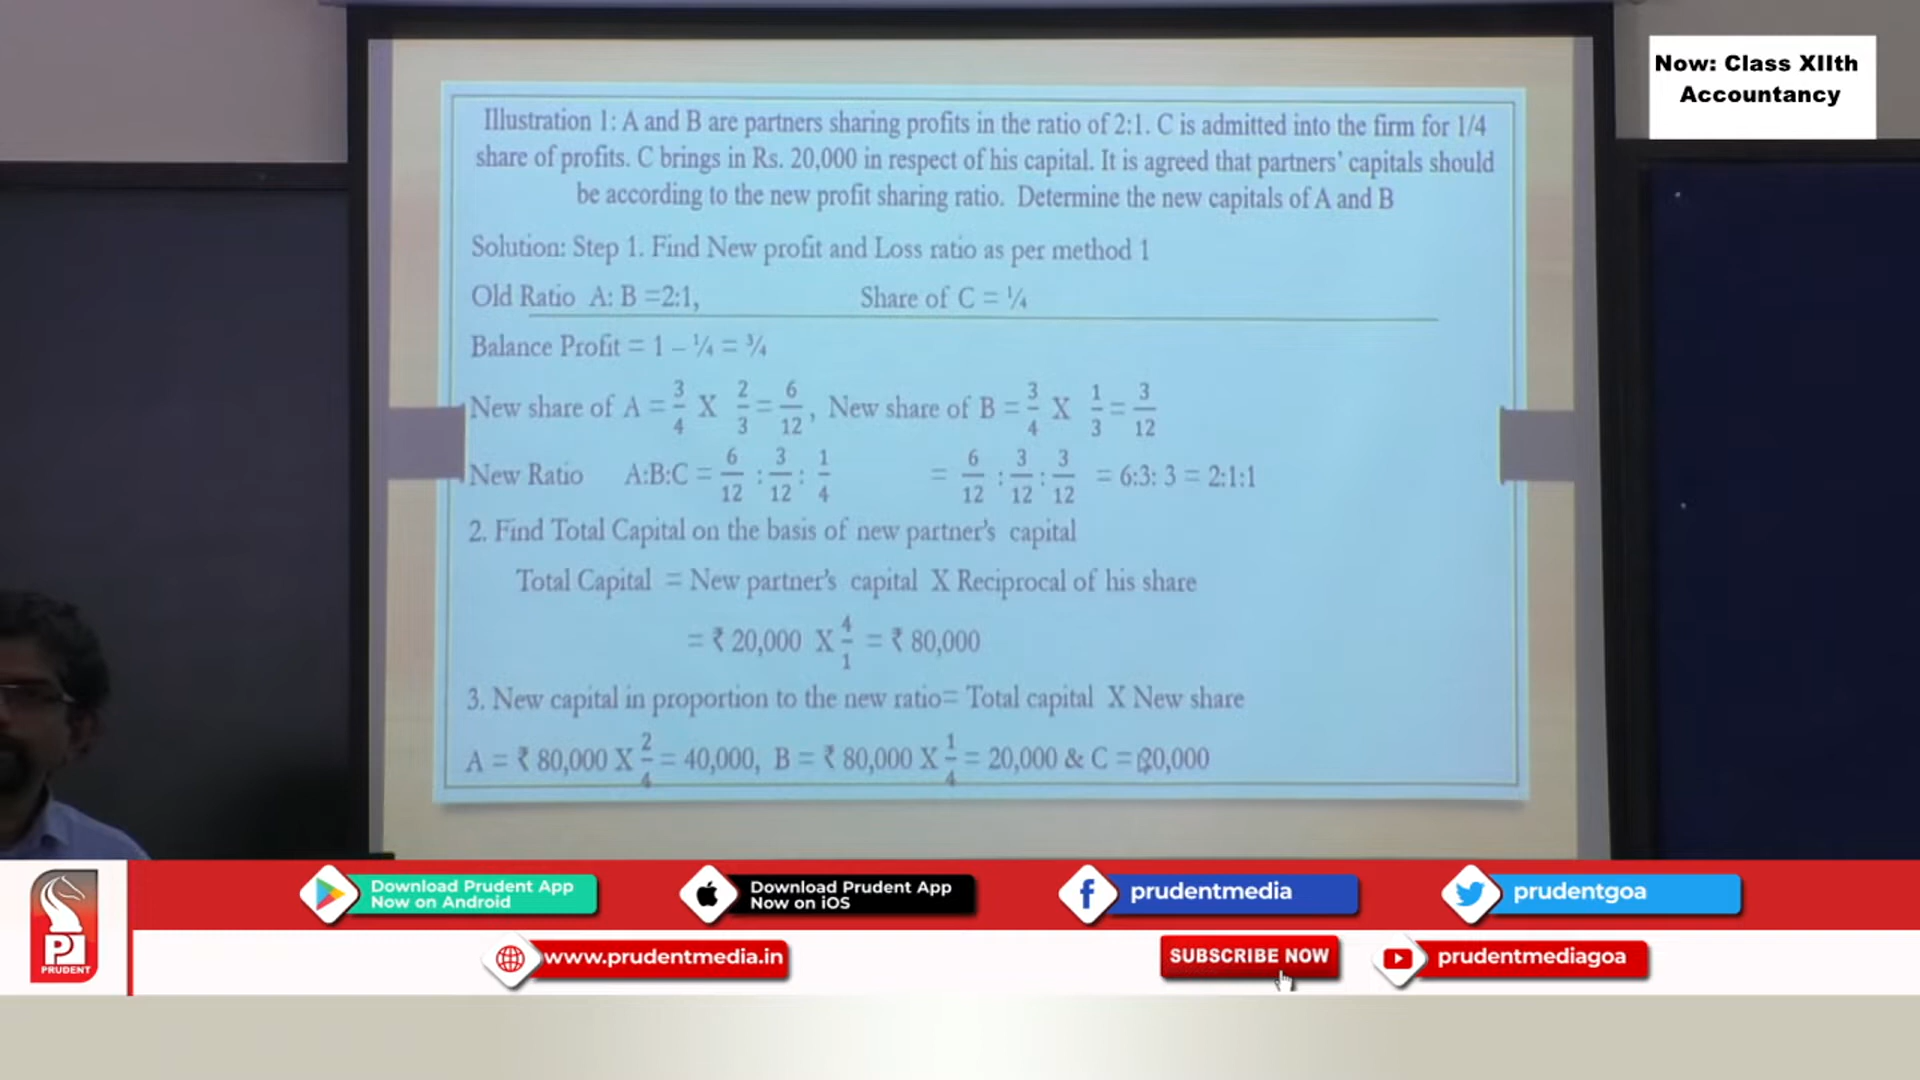 Now: Class XIIth
Accountancy
Illustration 1: A and B are partners sharing profits in the ratio of 2:1. C is admitted into the firm for 1/4
share of profits. C brings in Rs. 20,000 in respect of his capital. It is agreed that partners' capitals should
be according to the new profit sharing ratio. Determine the new capitals of A and B
Solution: Step 1. Find New profit and Loss ratio as per method 1
Old Ratio A: B =2:1, Share of C = ¼
Balance Profit = 1 – ¼ = ¾
New share of A = 3/4 X 2/3 = 6/12, New share of B = 3/4 X 1/3 = 3/12
New Ratio A:B:C = 6/12 : 3/12 : 1/4 = 6/12 : 3/12 : 3/12 = 6:3: 3 = 2:1:1
2. Find Total Capital on the basis of new partner's capital
Total Capital = New partner's capital X Reciprocal of his share
= ₹ 20,000 X 4/1 = ₹ 80,000
3. New capital in proportion to the new ratio= Total capital X New share
A = ₹ 80,000 X 2/4 = 40,000, B = ₹ 80,000 X 1/4 = 20,000 & C = 20,000
Download Prudent App
Now on Android
Download Prudent App
Now on iOS
prudentmedia
prudentgoa
PRUDENT
www.prudentmedia.in
SUBSCRIBE NOW
prudentmediagoa